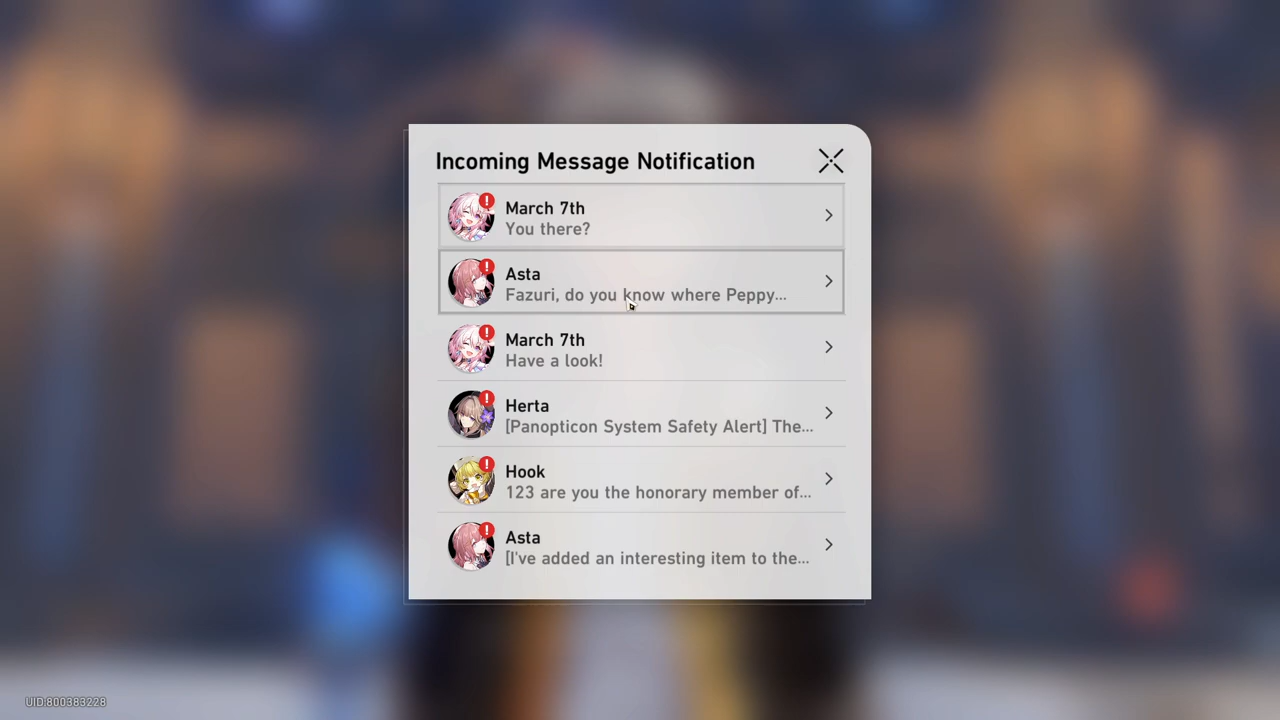 Incoming Message Notification
March 7th
You there?
Asta
Fazuri, do you know where Peppy...
March 7th
Have a look!
Herta
[Panopticon System Safety Alert] The...
Hook
123 are you the honorary member of...
Asta
[I've added an interesting item to the...
UID:800383228